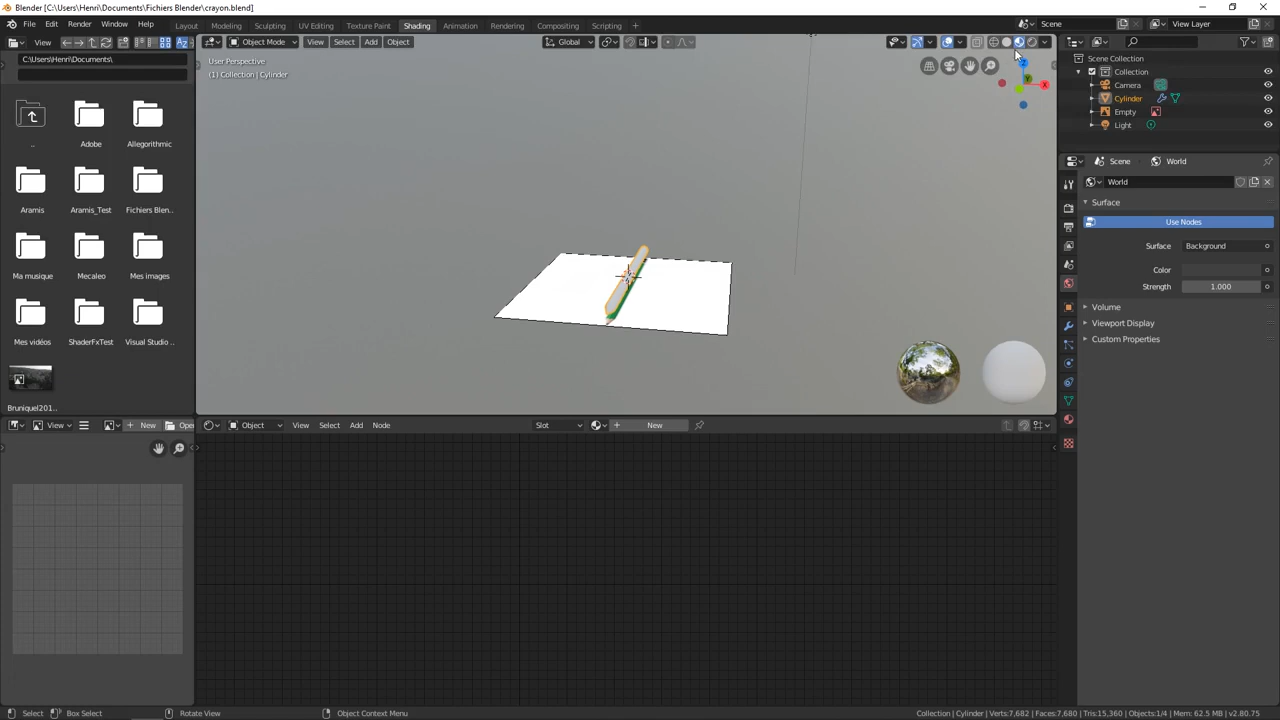 Blender [C:\Users\Henri\Documents\Fichiers Blender\crayon.blend]
File Edit Render Window Help Layout Modeling Sculpting UV Editing Texture Paint Shading Animation Rendering Compositing Scripting + Scene View Layer
View Object Mode View Select Add Object Global
C:\Users\Henri\Documents\
User Perspective
(1) Collection | Cylinder
Z
Y
X
.. Adobe Allegorithmic
Aramis Aramis_Test Fichiers Blen..
Ma musique Mecaleo Mes images
Mes vidéos ShaderFxTest Visual Studio ..
Bruniquel201..
Scene Collection
Collection
Camera
Cylinder
Empty
Light
Scene World
World
Surface
Use Nodes
Surface Background
Color
Strength 1.000
Volume
Viewport Display
Custom Properties
View New Open
Object View Select Add Node Slot New
Select Box Select Rotate View Object Context Menu
Collection | Cylinder | Verts:7,682 | Faces:7,680 | Tris:15,360 | Objects:1/4 | Mem: 62.5 MB | v2.80.75